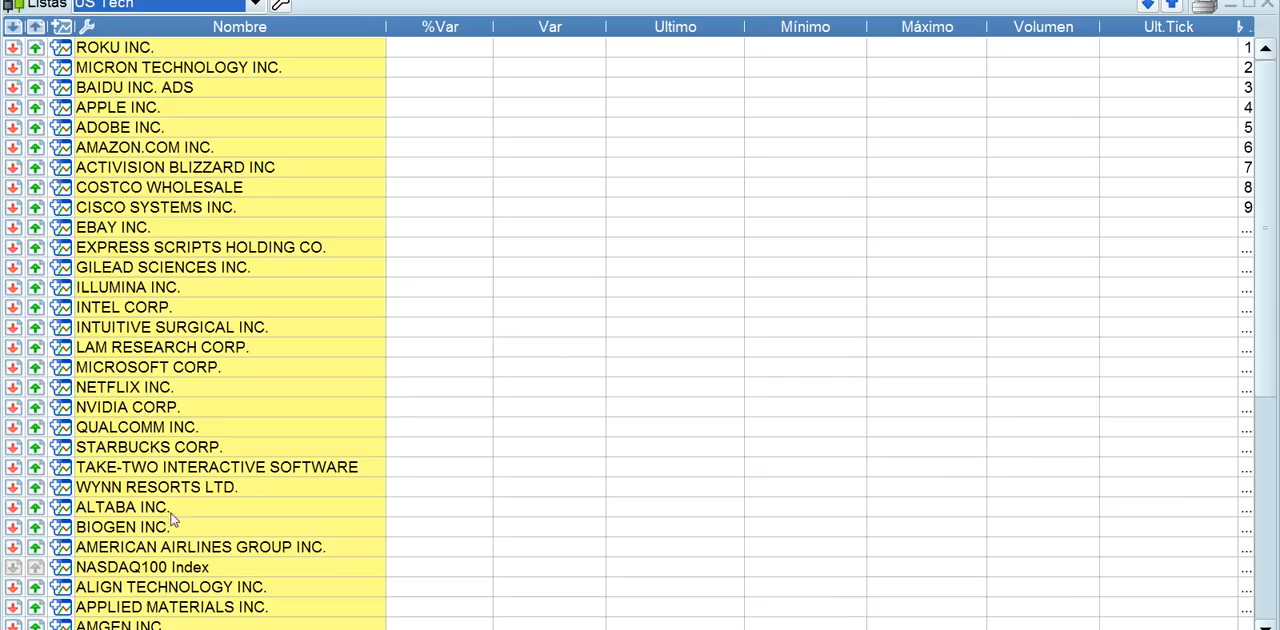 Listas US Tech
Nombre %Var Var Ultimo Mínimo Máximo Volumen Ult.Tick
ROKU INC. 1
MICRON TECHNOLOGY INC. 2
BAIDU INC. ADS 3
APPLE INC. 4
ADOBE INC. 5
AMAZON.COM INC. 6
ACTIVISION BLIZZARD INC 7
COSTCO WHOLESALE 8
CISCO SYSTEMS INC. 9
EBAY INC. ...
EXPRESS SCRIPTS HOLDING CO. ...
GILEAD SCIENCES INC. ...
ILLUMINA INC. ...
INTEL CORP. ...
INTUITIVE SURGICAL INC. ...
LAM RESEARCH CORP. ...
MICROSOFT CORP. ...
NETFLIX INC. ...
NVIDIA CORP. ...
QUALCOMM INC. ...
STARBUCKS CORP. ...
TAKE-TWO INTERACTIVE SOFTWARE ...
WYNN RESORTS LTD. ...
ALTABA INC. ...
BIOGEN INC. ...
AMERICAN AIRLINES GROUP INC. ...
NASDAQ100 Index ...
ALIGN TECHNOLOGY INC. ...
APPLIED MATERIALS INC. ...
AMGEN INC. ...